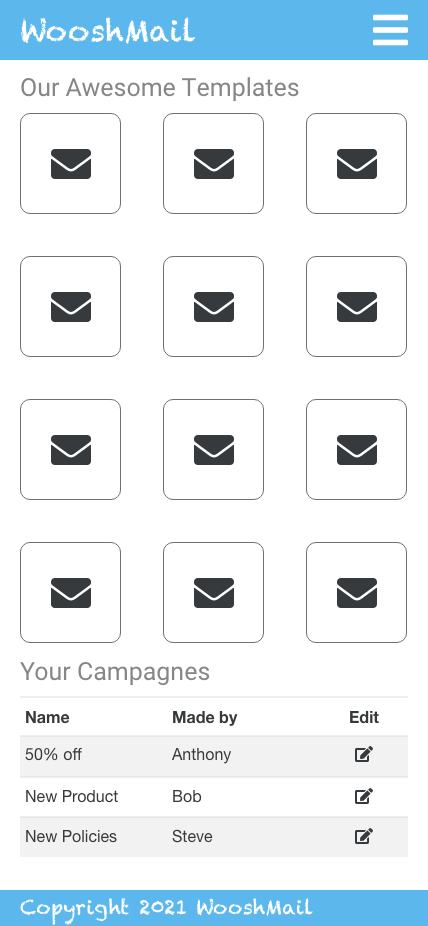 WooshMail
Our Awesome Templates
Your Campagnes
Name Made by Edit
50% off Anthony
New Product Bob
New Policies Steve
Copyright 2021 WooshMail